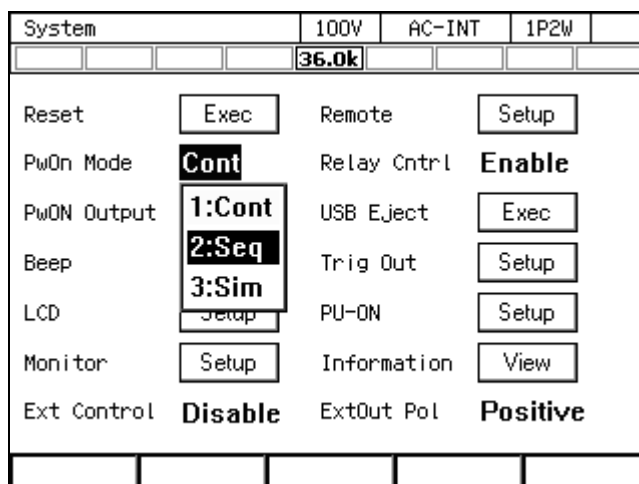 System 100V AC-INT 1P2W
36.0k
Reset Exec Remote Setup
PwOn Mode Cont Relay Cntrl Enable
PwON Output 1:Cont USB Eject Exec
2:Seq
Beep Trig Out Setup
3:Sim
LCD Setup PU-ON Setup
Monitor Setup Information View
Ext Control Disable ExtOut Pol Positive